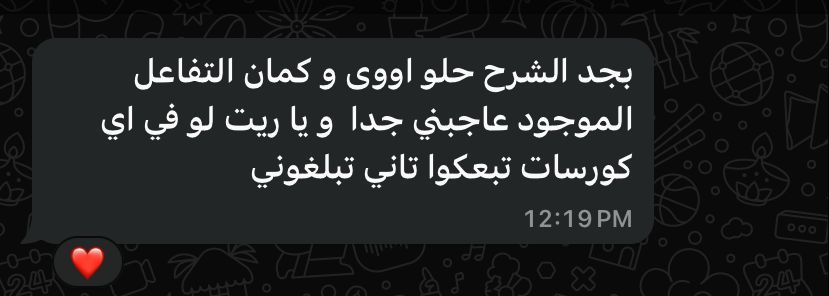 بجد الشرح حلو اووى و كمان التفاعل
الموجود عاجبني جدا و يا ريت لو في اي
كورسات تبعكوا تاني تبلغوني
12:19 PM